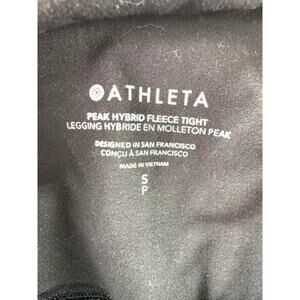 ATHLETA
PEAK HYBRID FLEECE TIGHT
LEGGING HYBRIDE EN MOLLETON PEAK
DESIGNED IN SAN FRANCISCO
CONÇU À SAN FRANCISCO
MADE IN VIETNAM
S
P